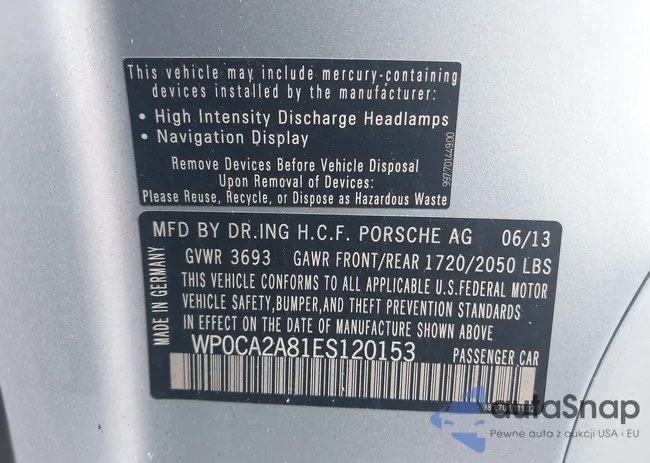 This vehicle may include mercury-containing
devices installed by the manufacturer:
• High Intensity Discharge Headlamps
• Navigation Display
Remove Devices Before Vehicle Disposal
Upon Removal of Devices:
Please Reuse, Recycle, or Dispose as Hazardous Waste
99770144900
MADE IN GERMANY
MFD BY DR.ING H.C.F. PORSCHE AG 06/13
GVWR 3693 GAWR FRONT/REAR 1720/2050 LBS
THIS VEHICLE CONFORMS TO ALL APPLICABLE U.S.FEDERAL MOTOR
VEHICLE SAFETY,BUMPER,AND THEFT PREVENTION STANDARDS
IN EFFECT ON THE DATE OF MANUFACTURE SHOWN ABOVE.
WP0CA2A81ES120153 PASSENGER CAR
autoSnap
Pewne auta z aukcji USA i EU